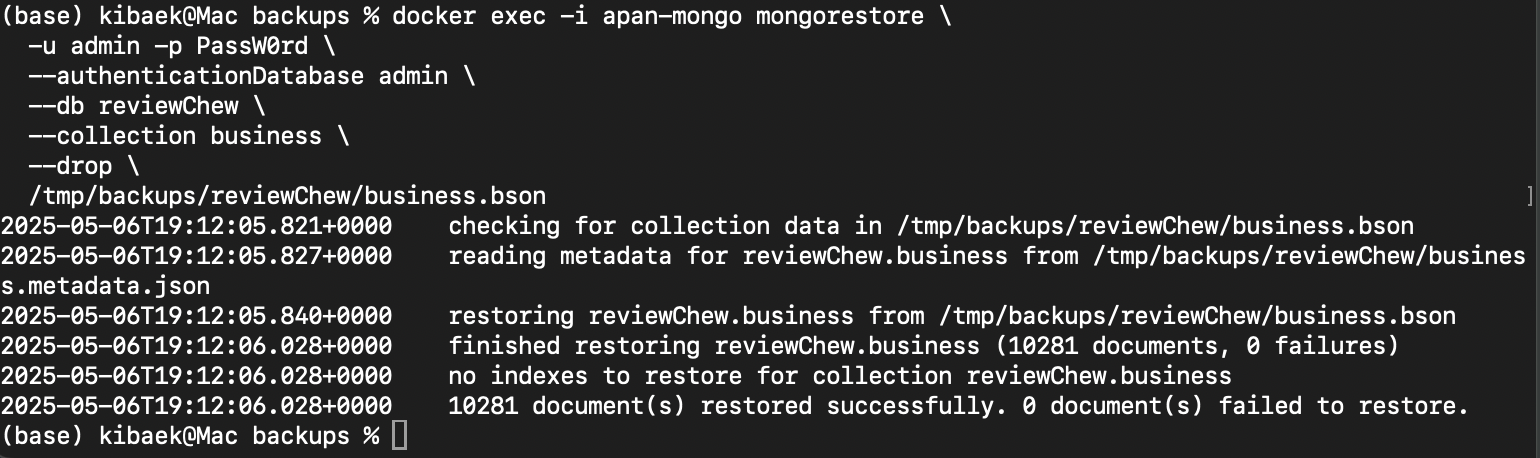 (base) kibaek@Mac backups % docker exec -i apan-mongo mongorestore \
  -u admin -p PassW0rd \
  --authenticationDatabase admin \
  --db reviewChew \
  --collection business \
  --drop \
  /tmp/backups/reviewChew/business.bson ]
2025-05-06T19:12:05.821+0000    checking for collection data in /tmp/backups/reviewChew/business.bson
2025-05-06T19:12:05.827+0000    reading metadata for reviewChew.business from /tmp/backups/reviewChew/busines
s.metadata.json
2025-05-06T19:12:05.840+0000    restoring reviewChew.business from /tmp/backups/reviewChew/business.bson
2025-05-06T19:12:06.028+0000    finished restoring reviewChew.business (10281 documents, 0 failures)
2025-05-06T19:12:06.028+0000    no indexes to restore for collection reviewChew.business
2025-05-06T19:12:06.028+0000    10281 document(s) restored successfully. 0 document(s) failed to restore.
(base) kibaek@Mac backups %